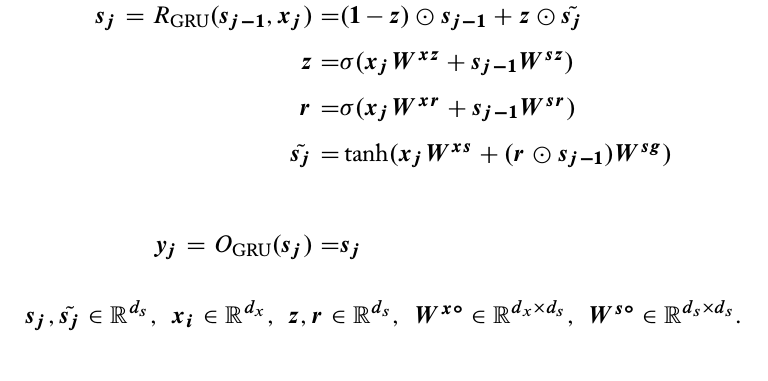 s_j = R_GRU(s_{j−1}, x_j) =(1 − z) ⊙ s_{j−1} + z ⊙ s̃_j
z =σ(x_j W^{xz} + s_{j−1}W^{sz})
r =σ(x_j W^{xr} + s_{j−1}W^{sr})
s̃_j =tanh(x_j W^{xs} + (r ⊙ s_{j−1})W^{sg})
y_j = O_GRU(s_j) =s_j
s_j, s̃_j ∈ ℝ^{d_s}, x_i ∈ ℝ^{d_x}, z, r ∈ ℝ^{d_s}, W^{x∘} ∈ ℝ^{d_x×d_s}, W^{s∘} ∈ ℝ^{d_s×d_s}.